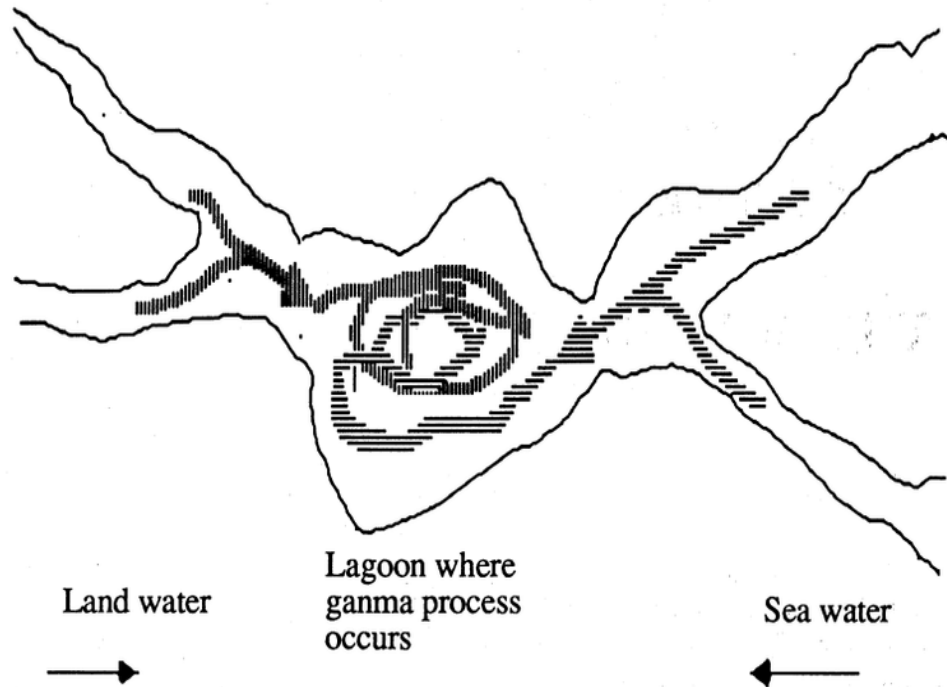 Land water
Lagoon where
ganma process
occurs
Sea water